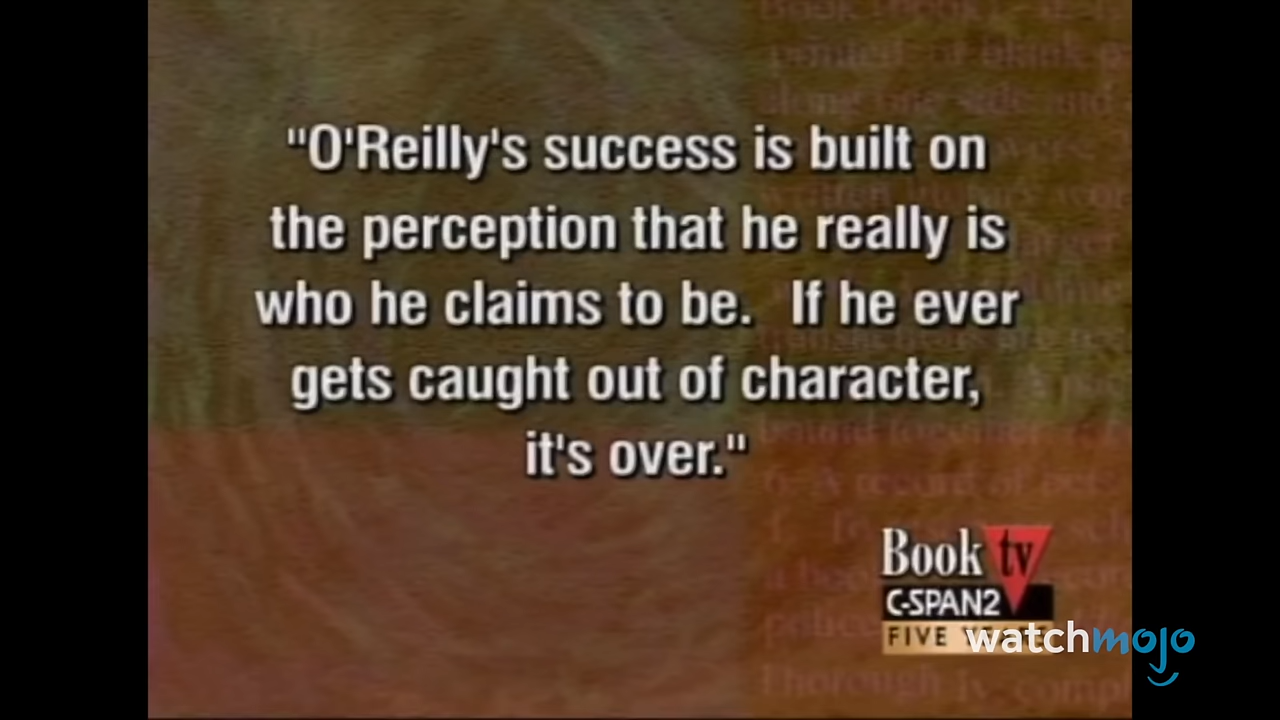 "O'Reilly's success is built on
the perception that he really is
who he claims to be. If he ever
gets caught out of character,
it's over."
Book tv
C-SPAN2
FIVE
watchmojo